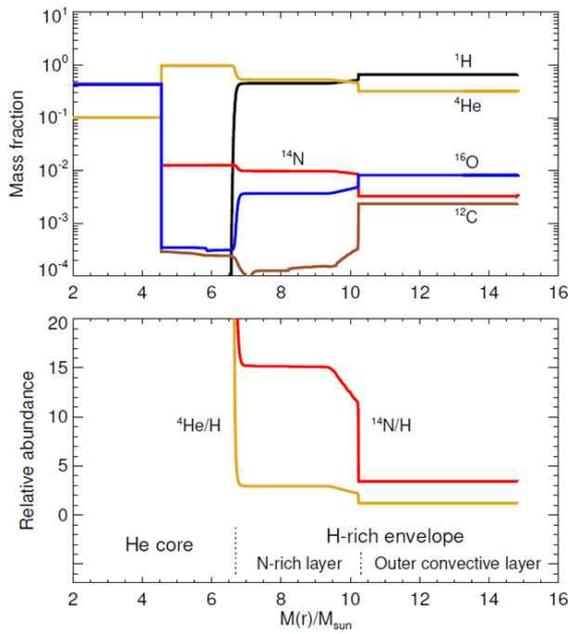 10¹
10⁰
10⁻¹
10⁻²
10⁻³
10⁻⁴
Mass fraction
¹H
⁴He
¹⁴N
¹⁶O
¹²C
2 4 6 8 10 12 14 16
20
15
10
5
0
Relative abundance
⁴He/H
¹⁴N/H
He core
H-rich envelope
N-rich layer
Outer convective layer
2 4 6 8 10 12 14 16
M(r)/Msun